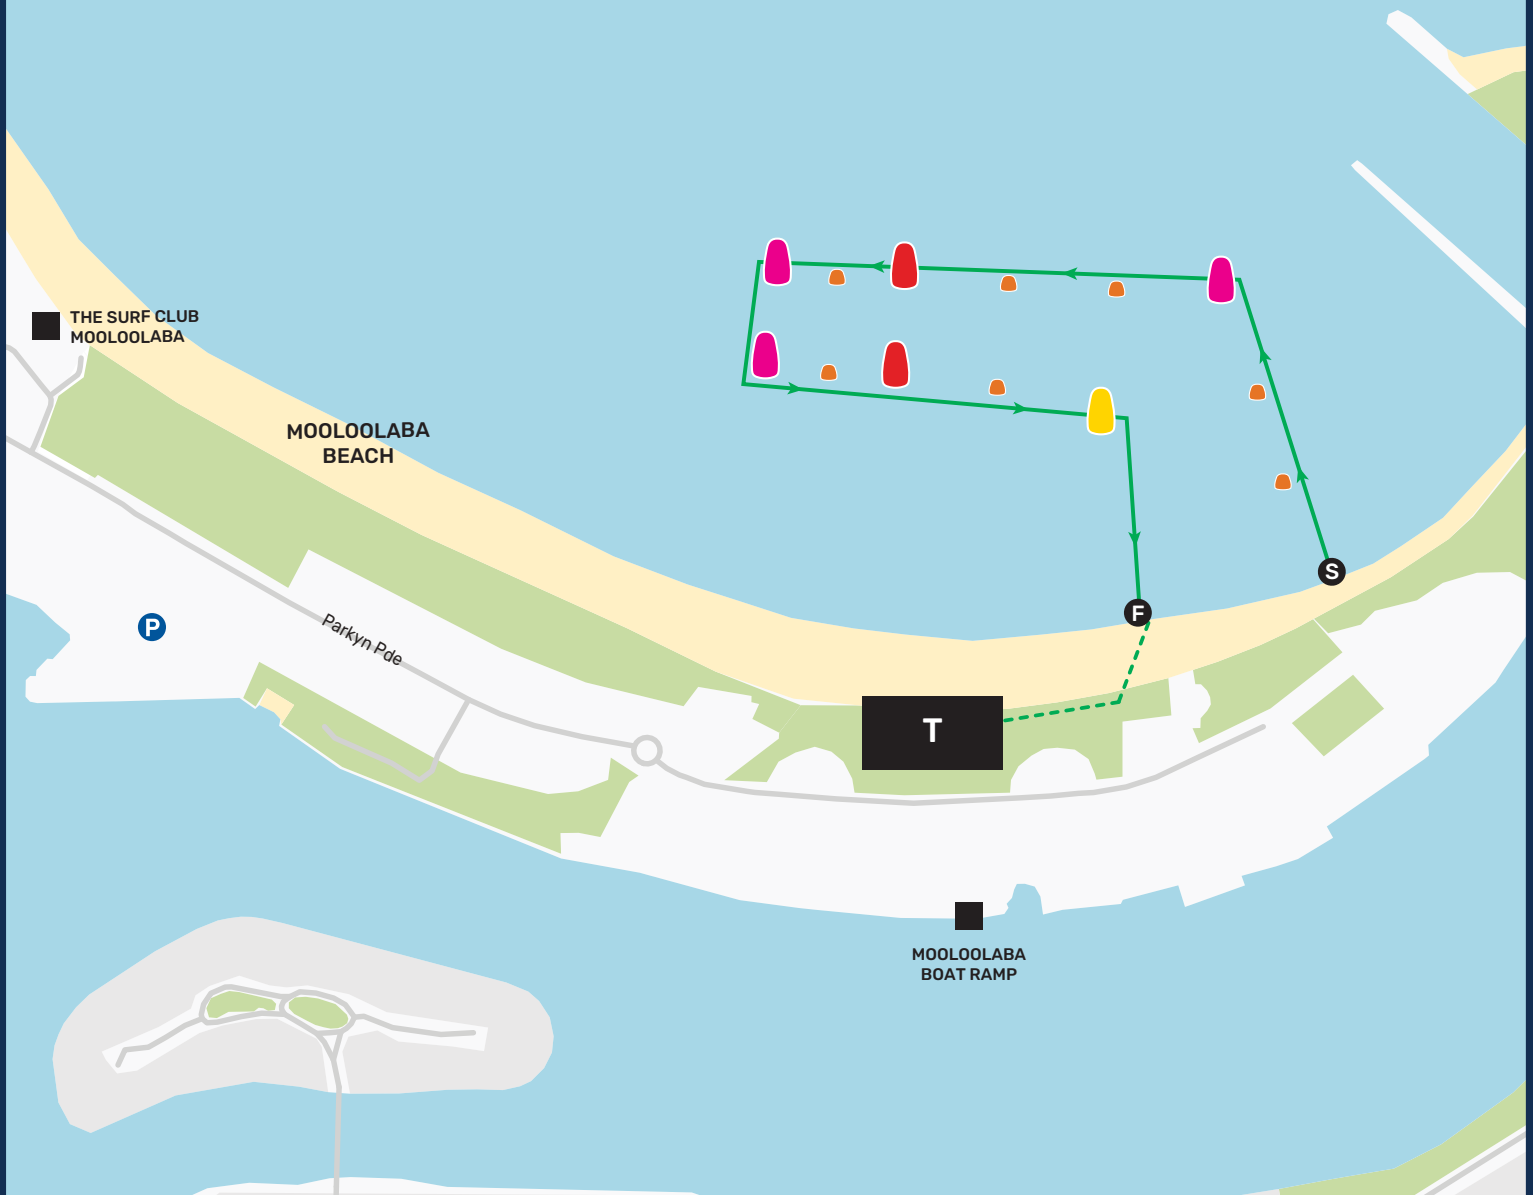 THE SURF CLUB
MOOLOOLABA
MOOLOOLABA
BEACH
S
F
P
Parkyn Pde
T
MOOLOOLABA
BOAT RAMP